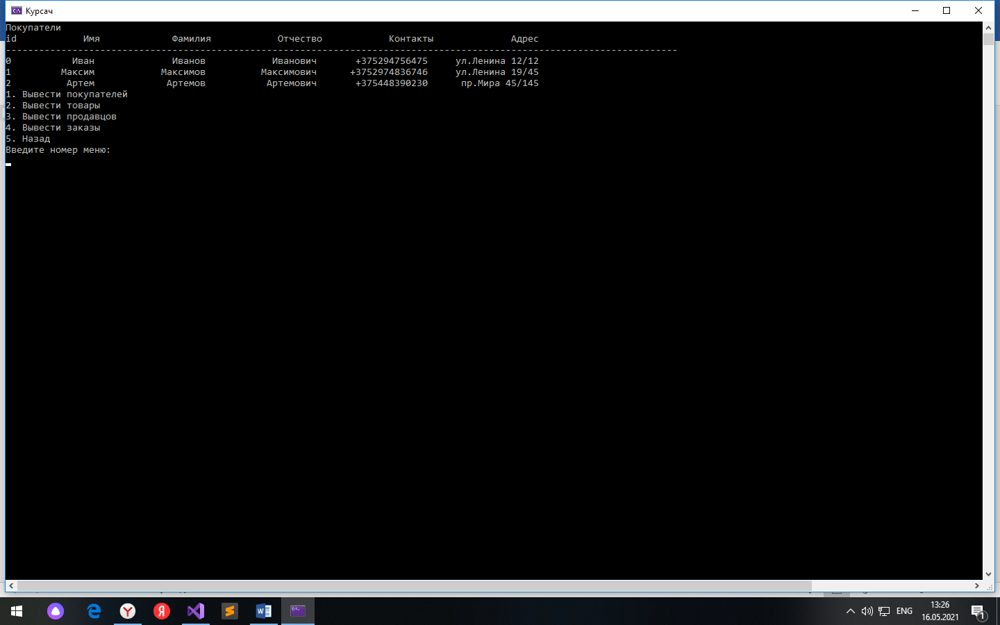 Курсач
Покупатели
id Имя Фамилия Отчество Контакты Адрес
-------------------------------------------------------------------------------------------------------------------------
0 Иван Иванов Иванович +375294756475 ул.Ленина 12/12
1 Максим Максимов Максимович +3752974836746 ул.Ленина 19/45
2 Артем Артемов Артемович +375448390230 пр.Мира 45/145
1. Вывести покупателей
2. Вывести товары
3. Вывести продавцов
4. Вывести заказы
5. Назад
Введите номер меню:
ENG
13:26
16.05.2021
1